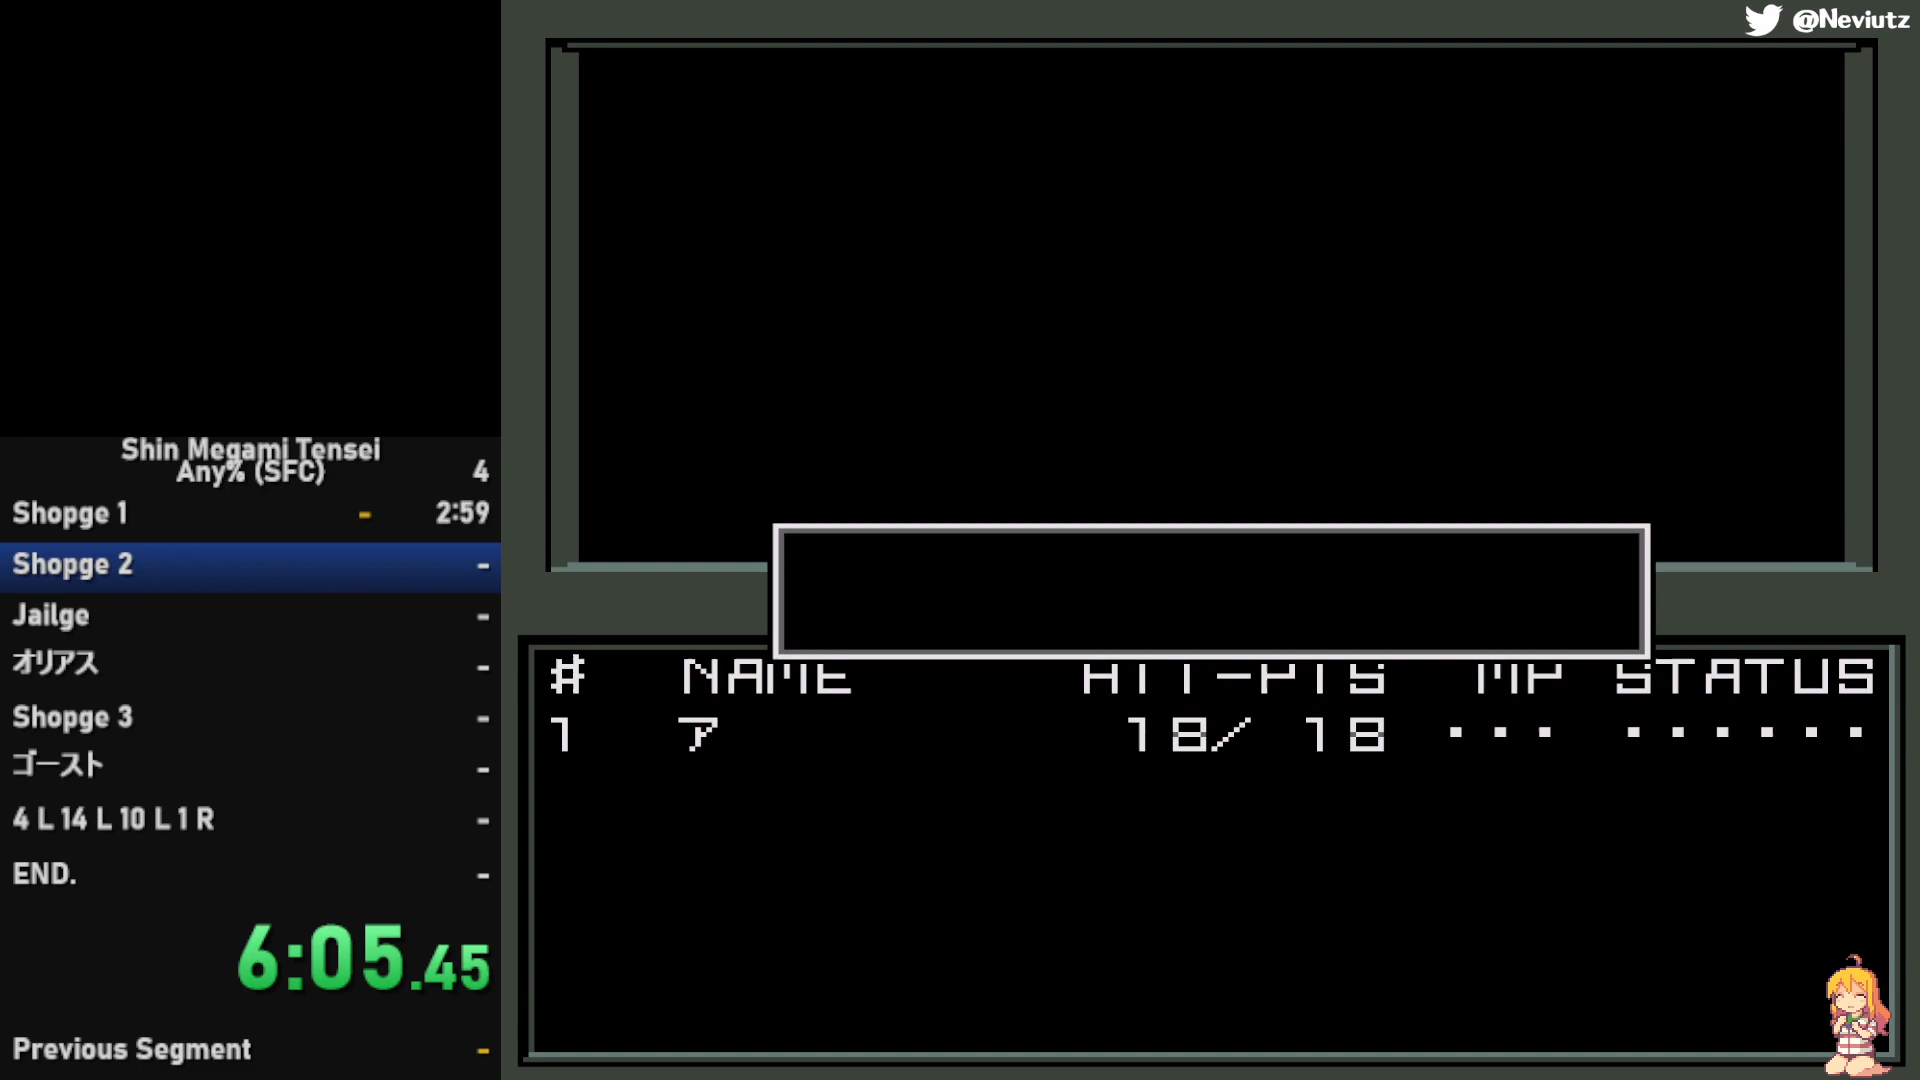 @Neviutz
Shin Megami Tensei
Any% (SFC) 4
Shopge 1 - 2:59
Shopge 2 -
Jailge -
オリアス -
Shopge 3 -
ゴースト -
4 L 14 L 10 L 1 R -
END. -
6:05.45
Previous Segment -
# NAME HIT-PTS MP STATUS
1 ア 18/ 18 ··· ······